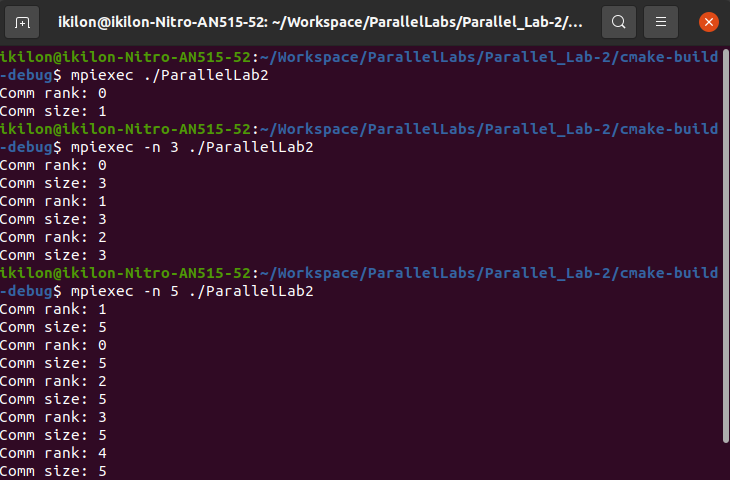 ikilon@ikilon-Nitro-AN515-52: ~/Workspace/ParallelLabs/Parallel_Lab-2/...
ikilon@ikilon-Nitro-AN515-52:~/Workspace/ParallelLabs/Parallel_Lab-2/cmake-build
-debug$ mpiexec ./ParallelLab2
Comm rank: 0
Comm size: 1
ikilon@ikilon-Nitro-AN515-52:~/Workspace/ParallelLabs/Parallel_Lab-2/cmake-build
-debug$ mpiexec -n 3 ./ParallelLab2
Comm rank: 0
Comm size: 3
Comm rank: 1
Comm size: 3
Comm rank: 2
Comm size: 3
ikilon@ikilon-Nitro-AN515-52:~/Workspace/ParallelLabs/Parallel_Lab-2/cmake-build
-debug$ mpiexec -n 5 ./ParallelLab2
Comm rank: 1
Comm size: 5
Comm rank: 0
Comm size: 5
Comm rank: 2
Comm size: 5
Comm rank: 3
Comm size: 5
Comm rank: 4
Comm size: 5